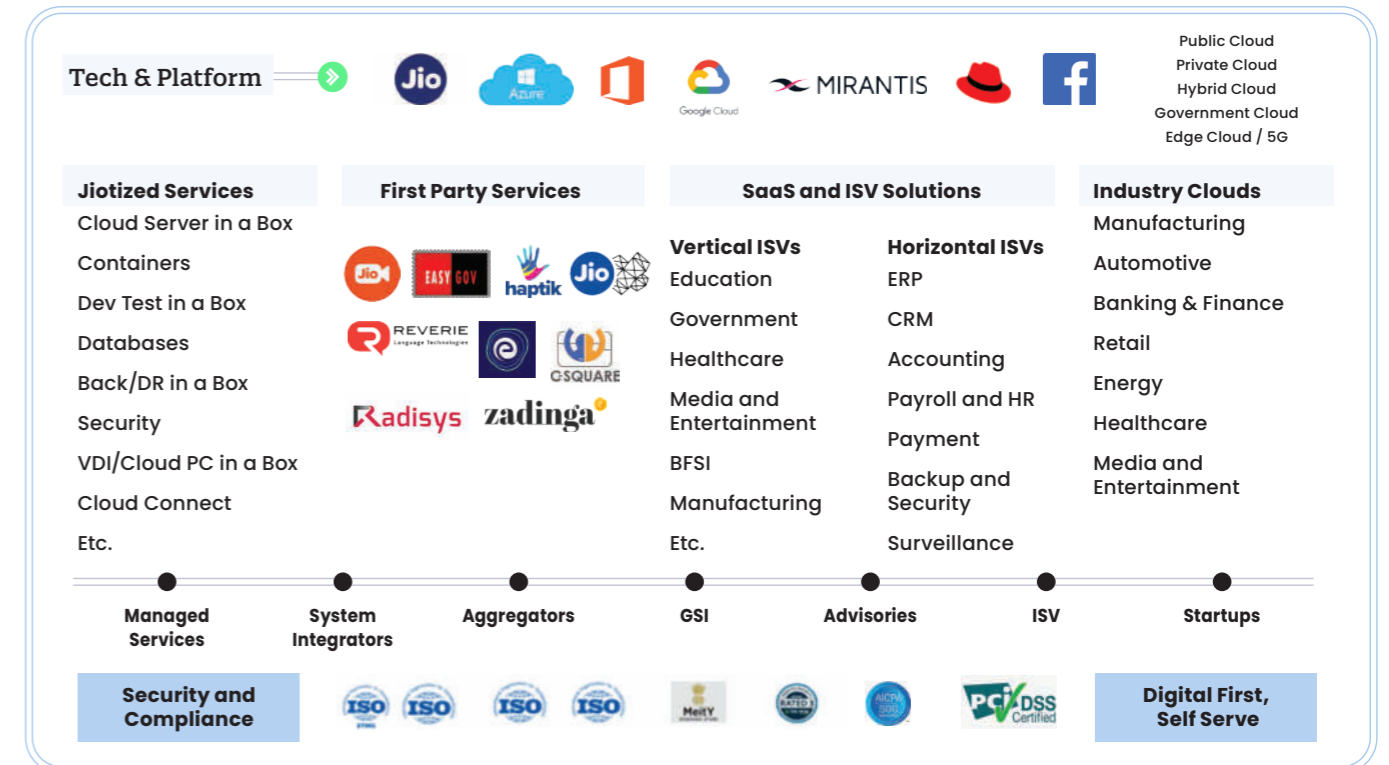 Tech & Platform
Jio
Azure
Google Cloud
MIRANTIS
Public Cloud
Private Cloud
Hybrid Cloud
Government Cloud
Edge Cloud / 5G
Jiotized Services
Cloud Server in a Box
Containers
Dev Test in a Box
Databases
Back/DR in a Box
Security
VDI/Cloud PC in a Box
Cloud Connect
Etc.
First Party Services
Jio
EASY GOV
haptik
Jio
REVERIE
Language Technologies
C-SQUARE
Radisys
zadinga
SaaS and ISV Solutions
Vertical ISVs
Education
Government
Healthcare
Media and
Entertainment
BFSI
Manufacturing
Etc.
Horizontal ISVs
ERP
CRM
Accounting
Payroll and HR
Payment
Backup and
Security
Surveillance
Industry Clouds
Manufacturing
Automotive
Banking & Finance
Retail
Energy
Healthcare
Media and
Entertainment
Managed
Services
System
Integrators
Aggregators
GSI
Advisories
ISV
Startups
Security and
Compliance
ISO
ISO
ISO
ISO
MeitY
RATED 3
AICPA
SOC
PCI DSS
Certified
Digital First,
Self Serve